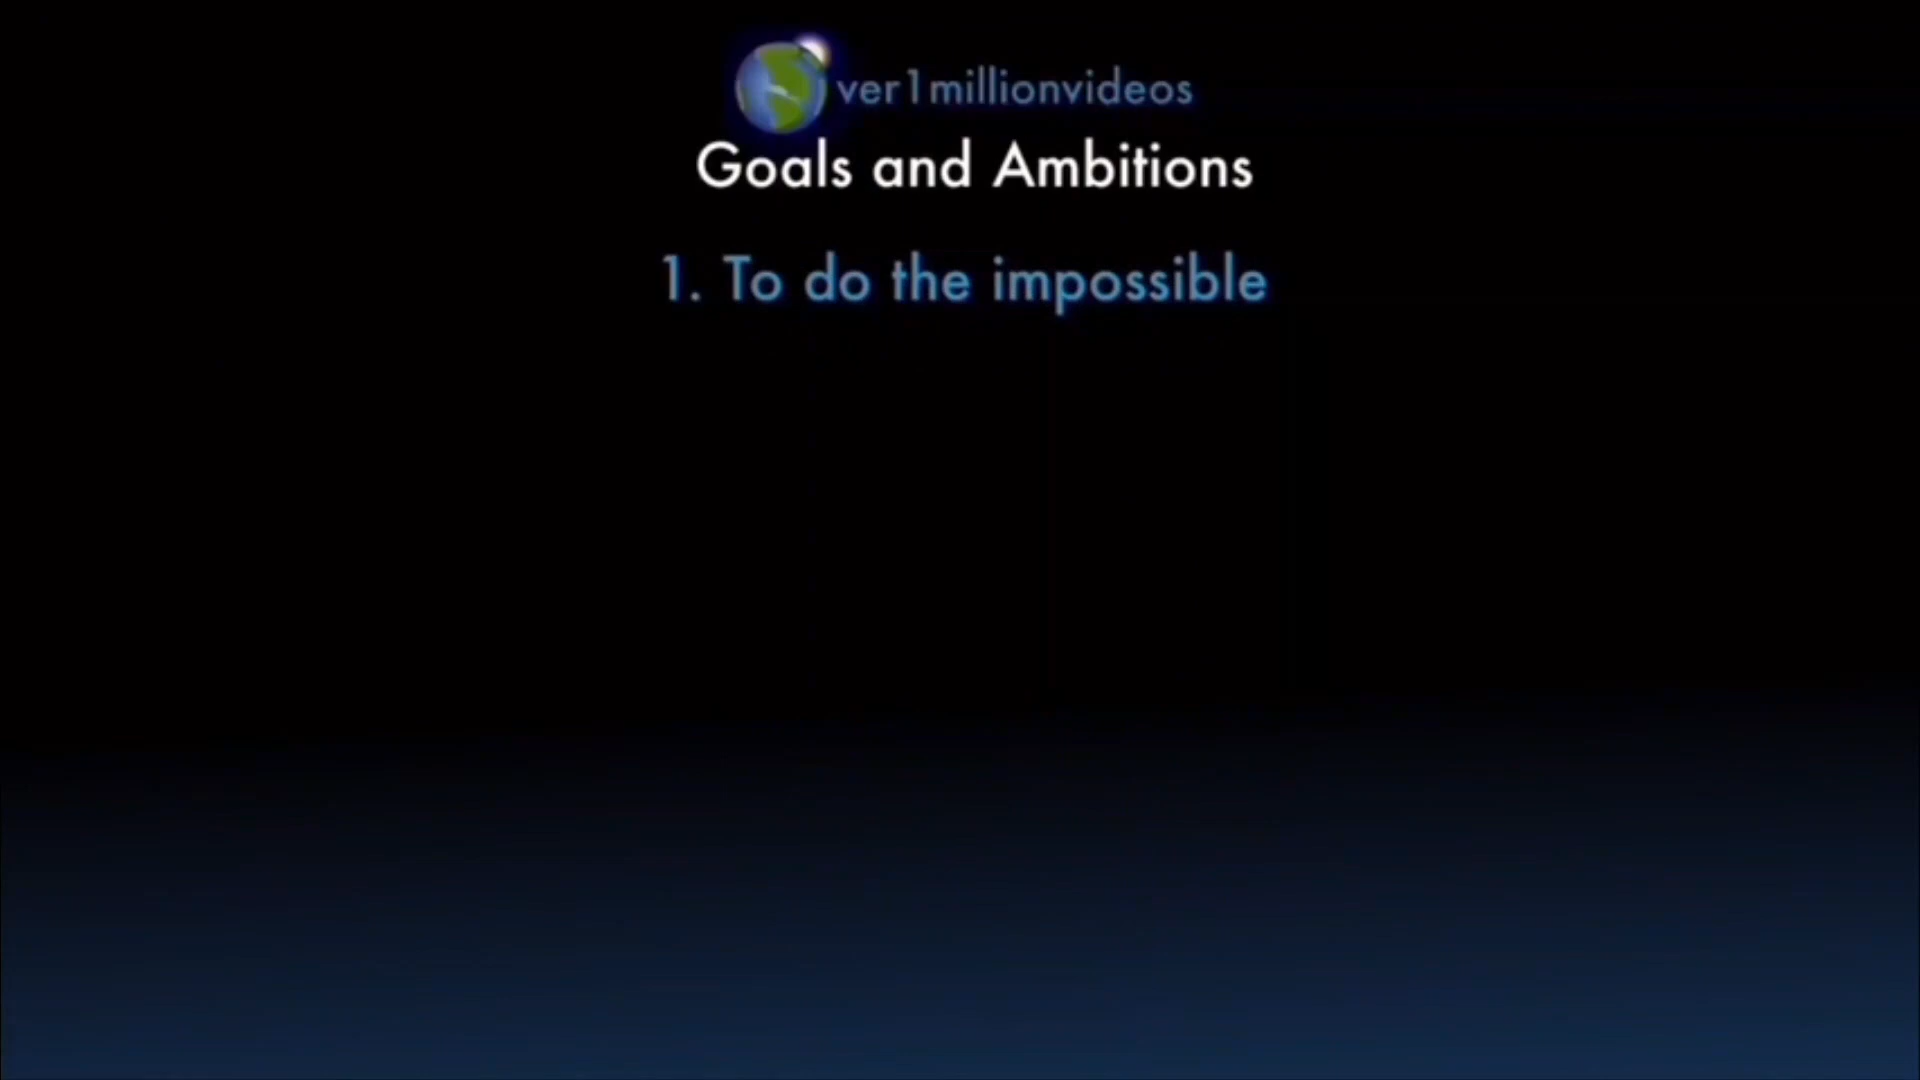 ver1millionvideos
Goals and Ambitions
1. To do the impossible